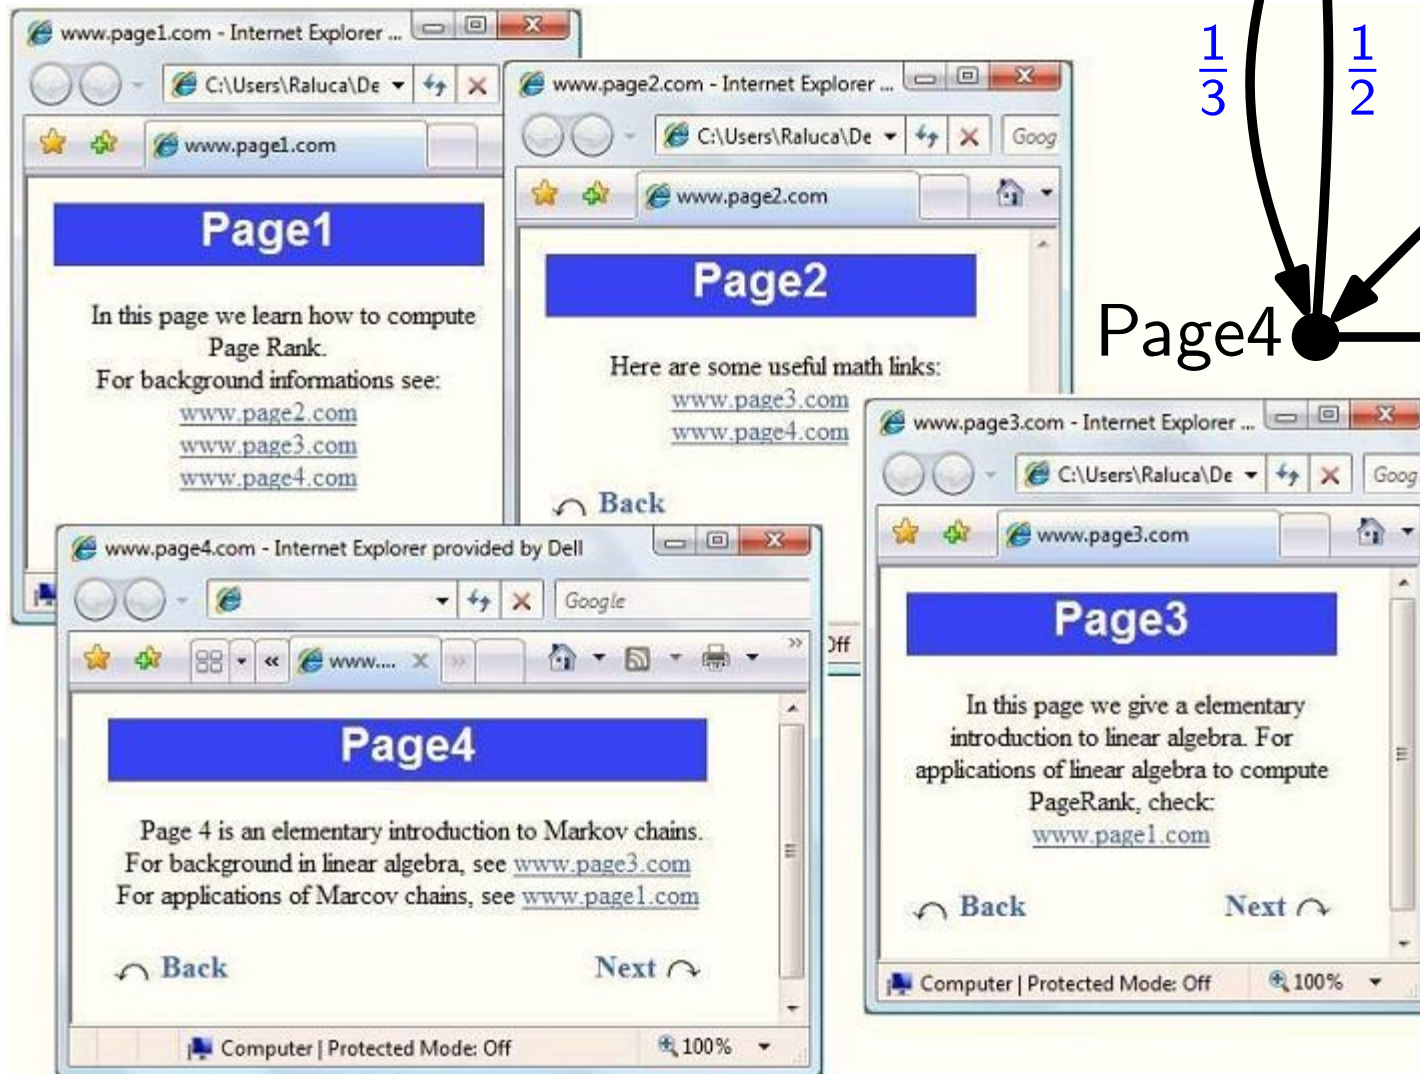 www.page1.com - Internet Explorer ...
C:\Users\Raluca\De
www.page1.com
Page1
In this page we learn how to compute
Page Rank.
For background informations see:
www.page2.com
www.page3.com
www.page4.com
www.page2.com - Internet Explorer ...
C:\Users\Raluca\De
Goog
www.page2.com
Page2
Here are some useful math links:
www.page3.com
www.page4.com
Back
Off
1
3
1
2
Page4
www.page3.com - Internet Explorer ...
C:\Users\Raluca\De
Goog
www.page3.com
Page3
In this page we give a elementary
introduction to linear algebra. For
applications of linear algebra to compute
PageRank, check:
www.page1.com
Back Next
Computer | Protected Mode: Off 100%
www.page4.com - Internet Explorer provided by Dell
Google
www....
Page4
Page 4 is an elementary introduction to Markov chains.
For background in linear algebra, see www.page3.com
For applications of Marcov chains, see www.page1.com
Back Next
Computer | Protected Mode: Off 100%